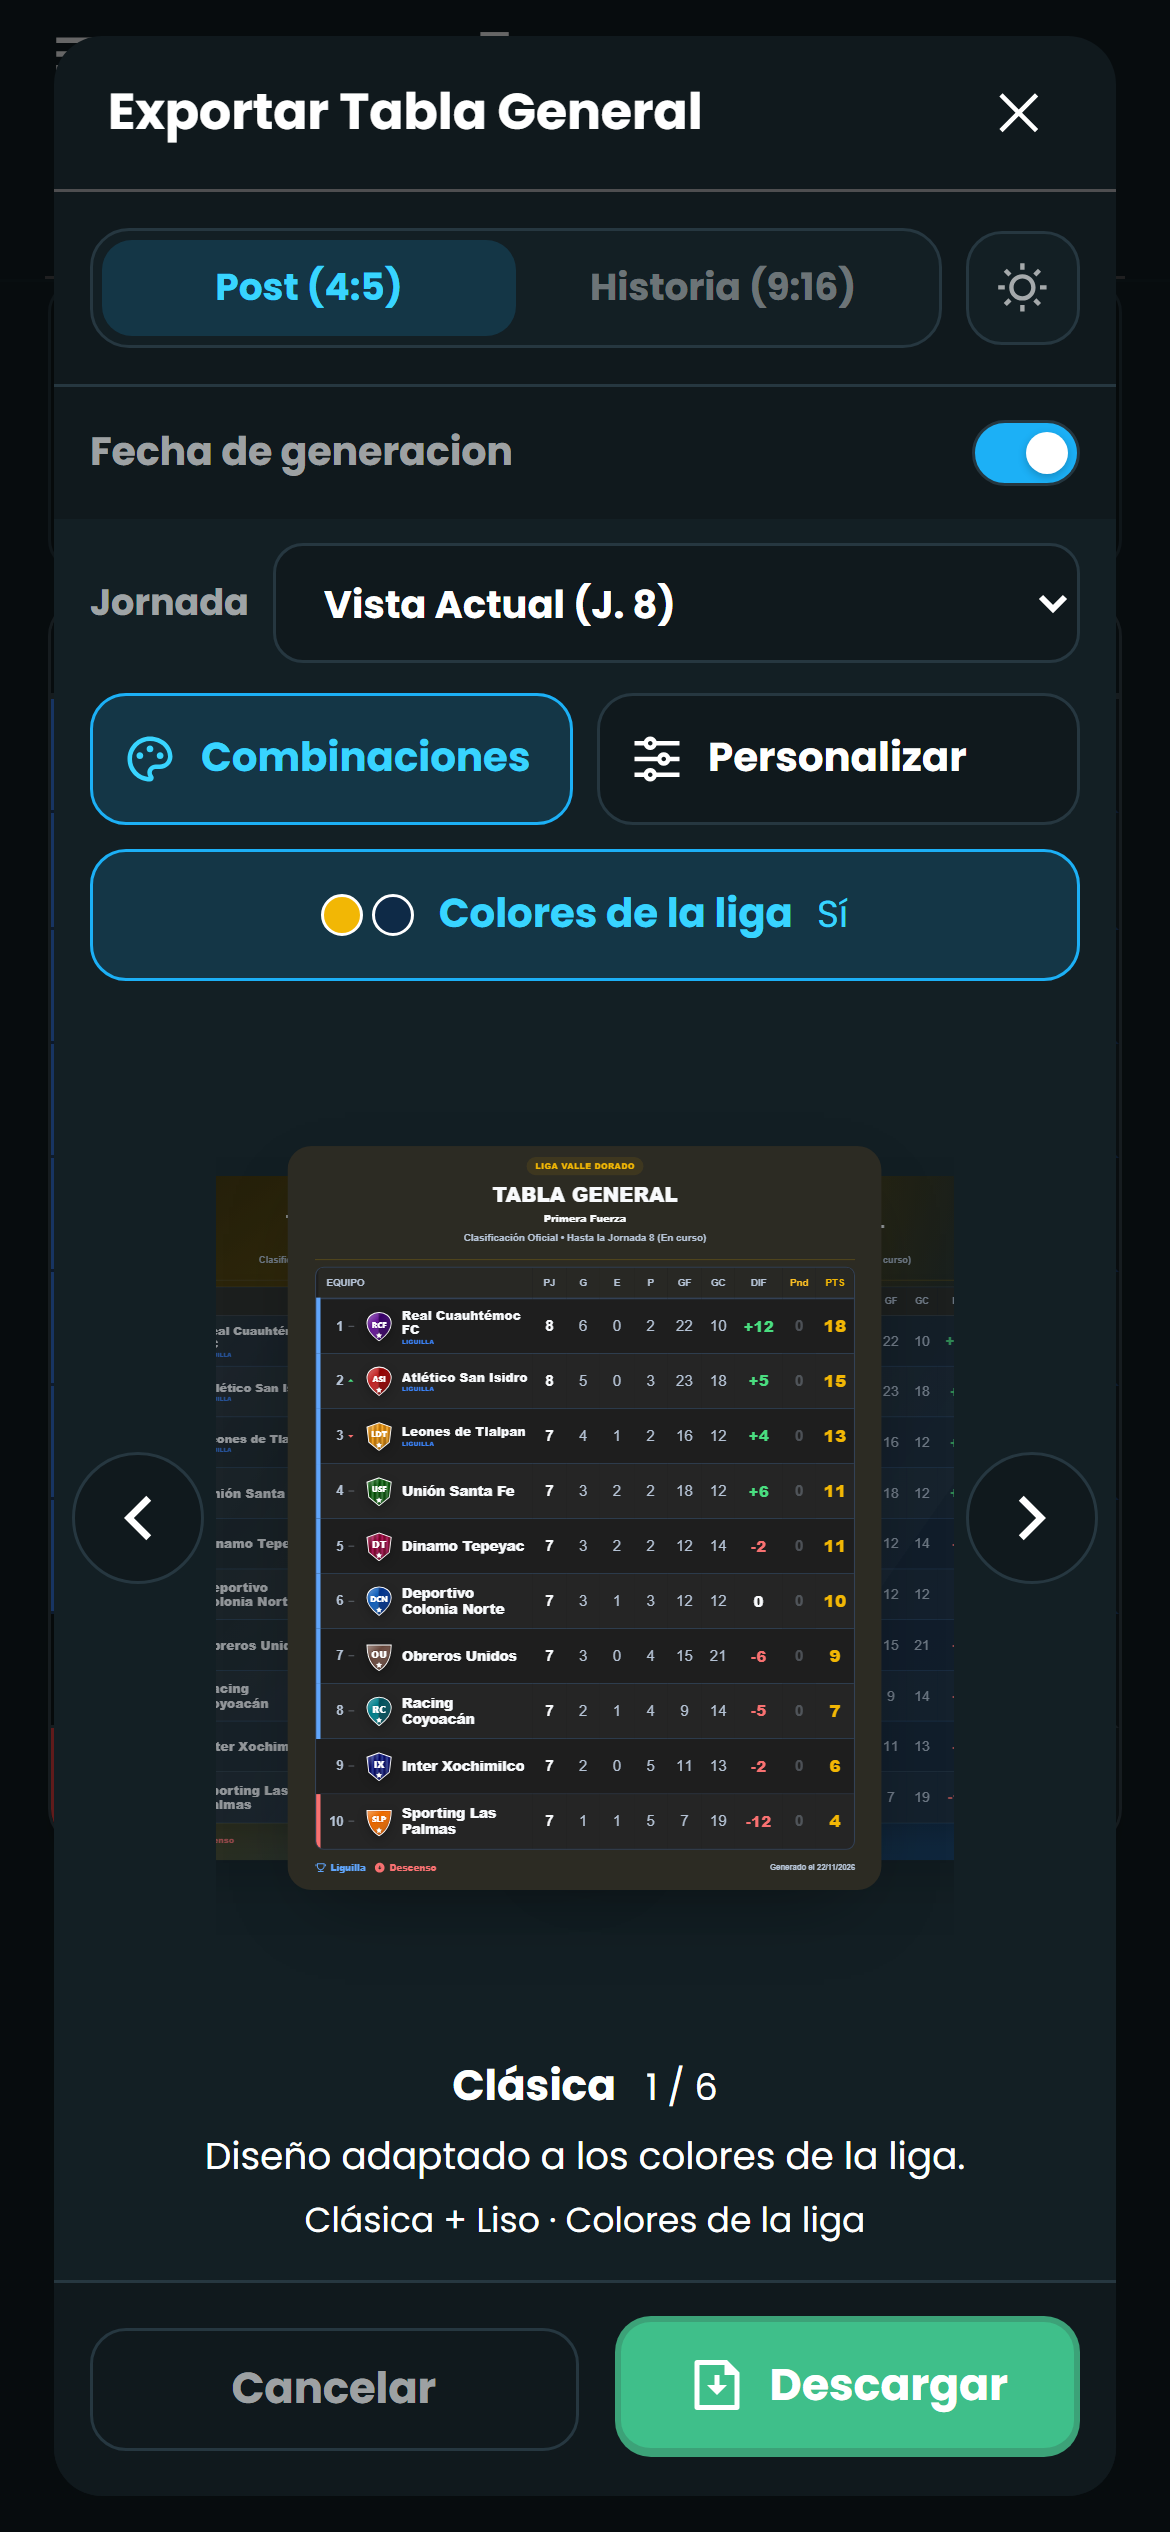 Exportar Tabla General
Post (4:5) Historia (9:16)
Fecha de generacion
Jornada Vista Actual (J. 8)
Combinaciones Personalizar
Colores de la liga Sí
LIGA VALLE DORADO
TABLA GENERAL
Primera Fuerza
Clasificación Oficial • Hasta la Jornada 8 (En curso)
EQUIPO PJ G E P GF GC DIF Pnd PTS
1 - RCF Real Cuauhtémoc FC LIGUILLA 8 6 0 2 22 10 +12 0 18
2 ASI Atlético San Isidro LIGUILLA 8 5 0 3 23 18 +5 0 15
3 LDT Leones de Tlalpan LIGUILLA 7 4 1 2 16 12 +4 0 13
4 - USF Unión Santa Fe 7 3 2 2 18 12 +6 0 11
5 - DT Dinamo Tepeyac 7 3 2 2 12 14 -2 0 11
6 - DCN Deportivo Colonia Norte 7 3 1 3 12 12 0 0 10
7 - OU Obreros Unidos 7 3 0 4 15 21 -6 0 9
8 - RC Racing Coyoacán 7 2 1 4 9 14 -5 0 7
9 - IX Inter Xochimilco 7 2 0 5 11 13 -2 0 6
10 - SLP Sporting Las Palmas 7 1 1 5 7 19 -12 0 4
Liguilla Descenso Generado el 22/11/2026
Clásica 1 / 6
Diseño adaptado a los colores de la liga.
Clásica + Liso · Colores de la liga
Cancelar Descargar